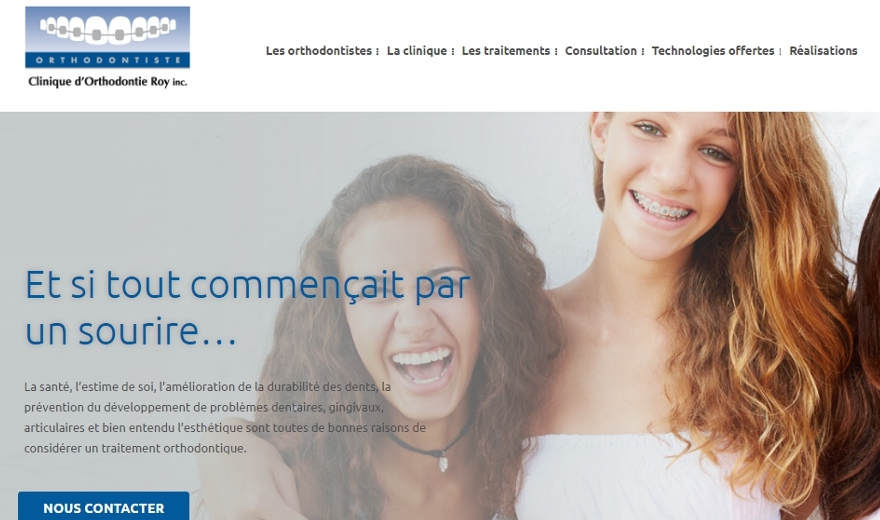 ORTHODONTISTE
Clinique d'Orthodontie Roy inc.
Les orthodontistes
La clinique
Les traitements
Consultation
Technologies offertes
Réalisations
Et si tout commençait par
un sourire…
La santé, l'estime de soi, l'amélioration de la durabilité des dents, la
prévention du développement de problèmes dentaires, gingivaux,
articulaires et bien entendu l'esthétique sont toutes de bonnes raisons de
considérer un traitement orthodontique.
NOUS CONTACTER